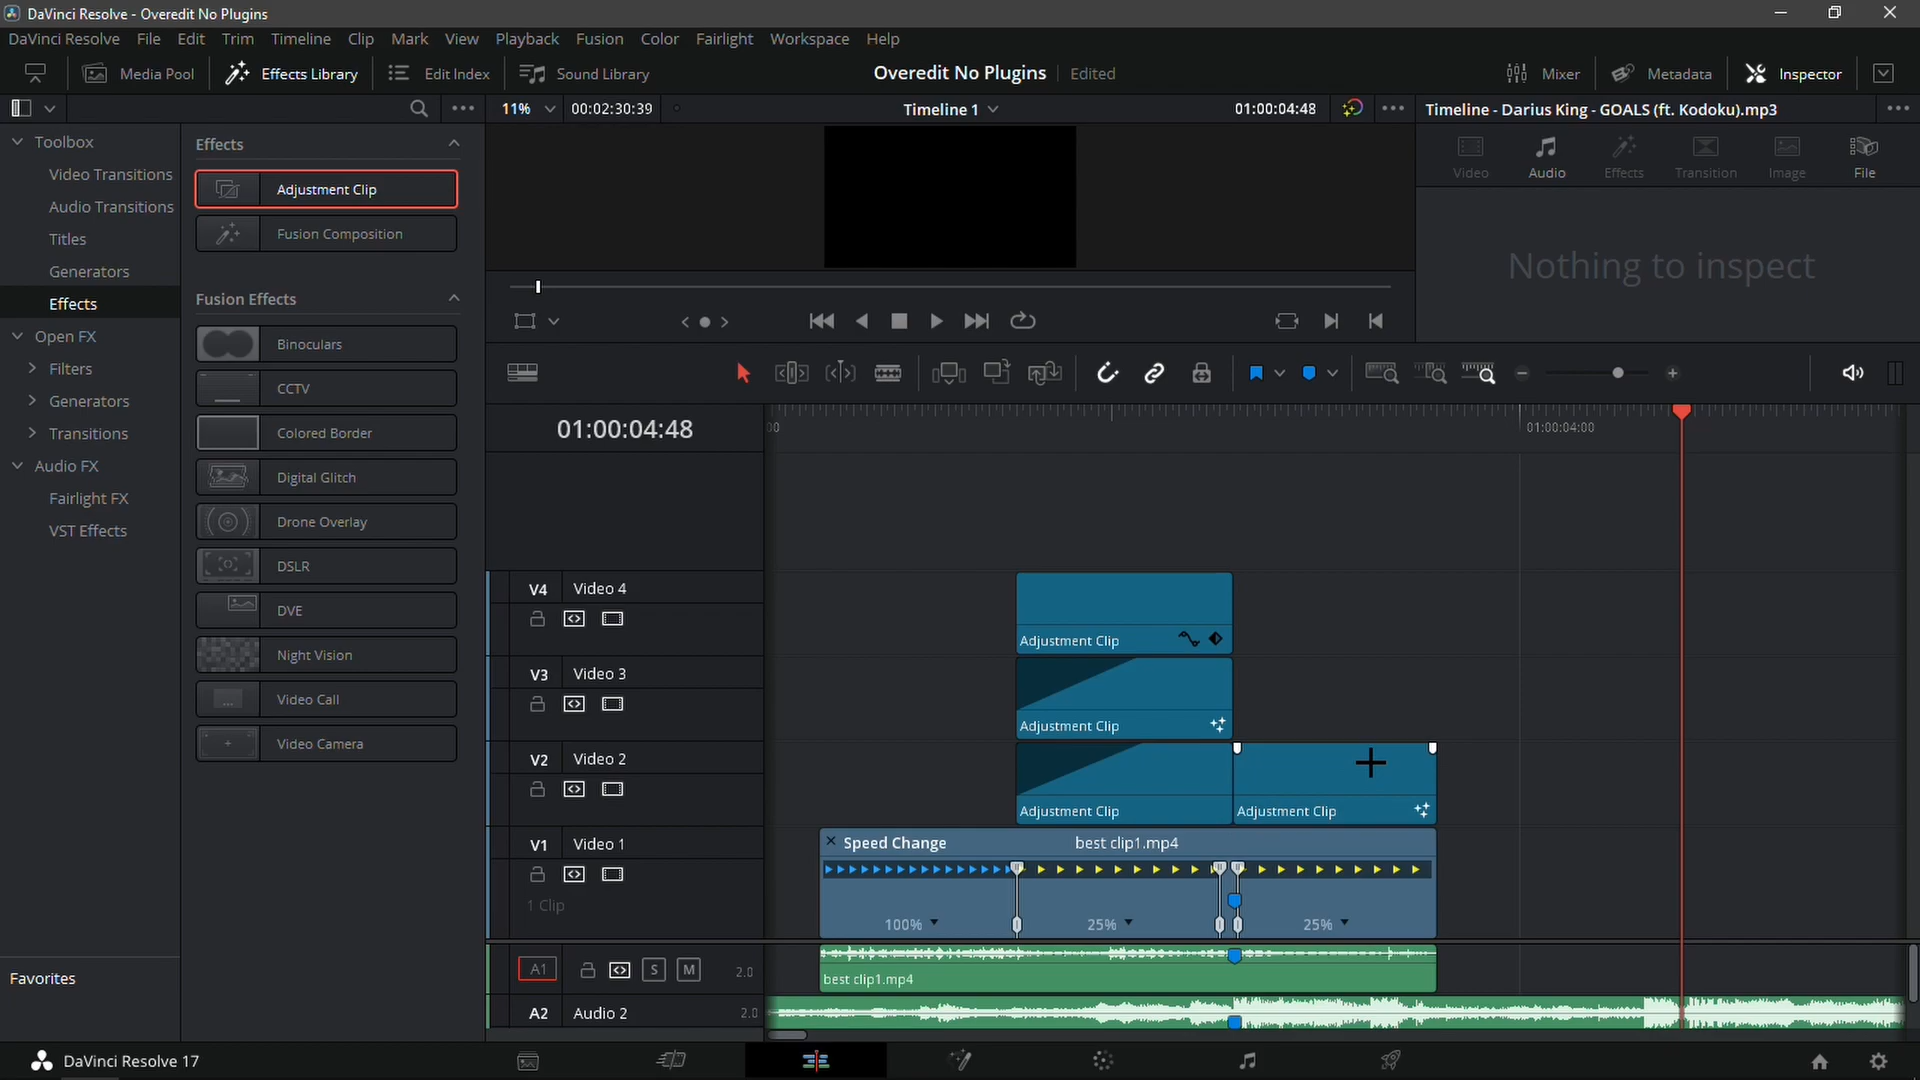 DaVinci Resolve - Overedit No Plugins
DaVinci Resolve File Edit Trim Timeline Clip Mark View Playback Fusion Color Fairlight Workspace Help
Media Pool Effects Library Edit Index Sound Library Overedit No Plugins Edited Mixer Metadata Inspector
11% 00:02:30:39 Timeline 1 01:00:04:48 Timeline - Darius King - GOALS (ft. Kodoku).mp3
Toolbox
Video Transitions
Audio Transitions
Titles
Generators
Effects
Open FX
Filters
Generators
Transitions
Audio FX
Fairlight FX
VST Effects
Favorites
Effects
Adjustment Clip
Fusion Composition
Fusion Effects
Binoculars
CCTV
Colored Border
Digital Glitch
Drone Overlay
DSLR
DVE
Night Vision
Video Call
Video Camera
Video Audio Effects Transition Image File
Nothing to inspect
01:00:04:48
00 01:00:04:00
V4 Video 4
Adjustment Clip
V3 Video 3
Adjustment Clip
V2 Video 2
Adjustment Clip Adjustment Clip
V1 Video 1
1 Clip
Speed Change best clip1.mp4
100% 25% 25%
A1 S M 2.0
best clip1.mp4
A2 Audio 2 2.0
DaVinci Resolve 17